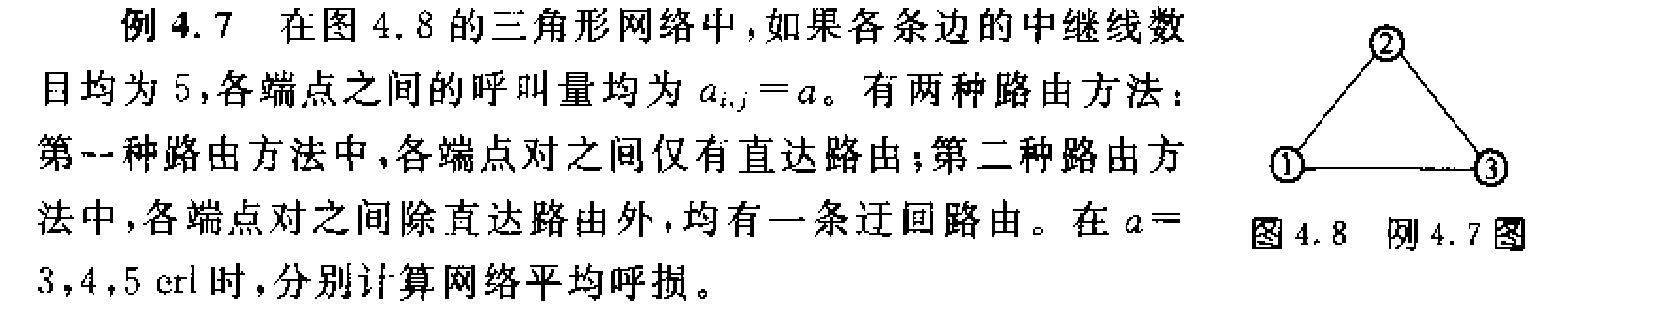 例 4.7 在图 4.8 的三角形网络中,如果各条边的中继线数
目均为 5,各端点之间的呼叫量均为 a_{i,j}=a。有两种路由方法:
第一种路由方法中,各端点对之间仅有直达路由;第二种路由方
法中,各端点对之间除直达路由外,均有一条迂回路由。在 a=
3,4,5 erl 时,分别计算网络平均呼损。
②
① ③
图 4.8 例 4.7 图